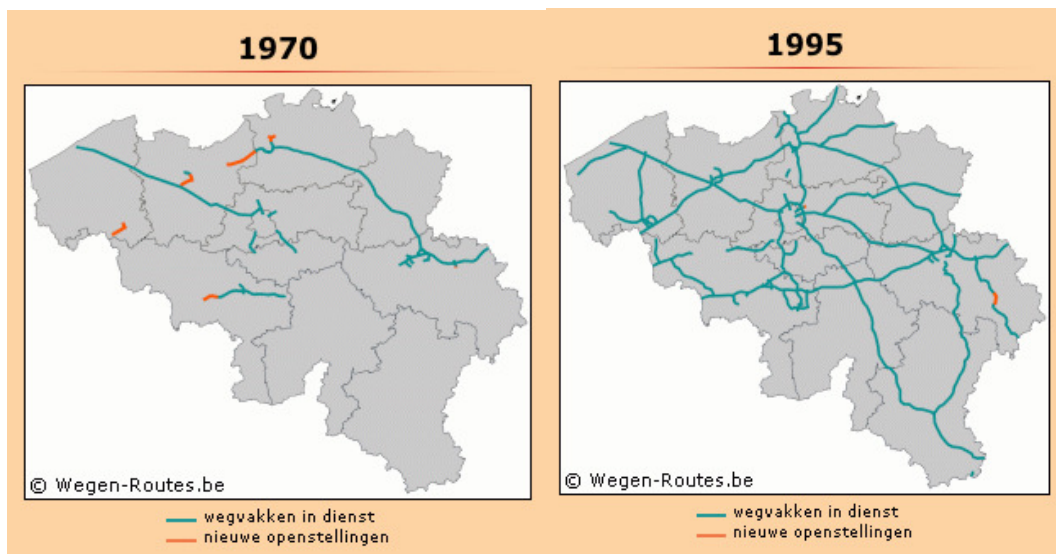 1970
© Wegen-Routes.be
wegvakken in dienst
nieuwe openstellingen
1995
© Wegen-Routes.be
wegvakken in dienst
nieuwe openstellingen